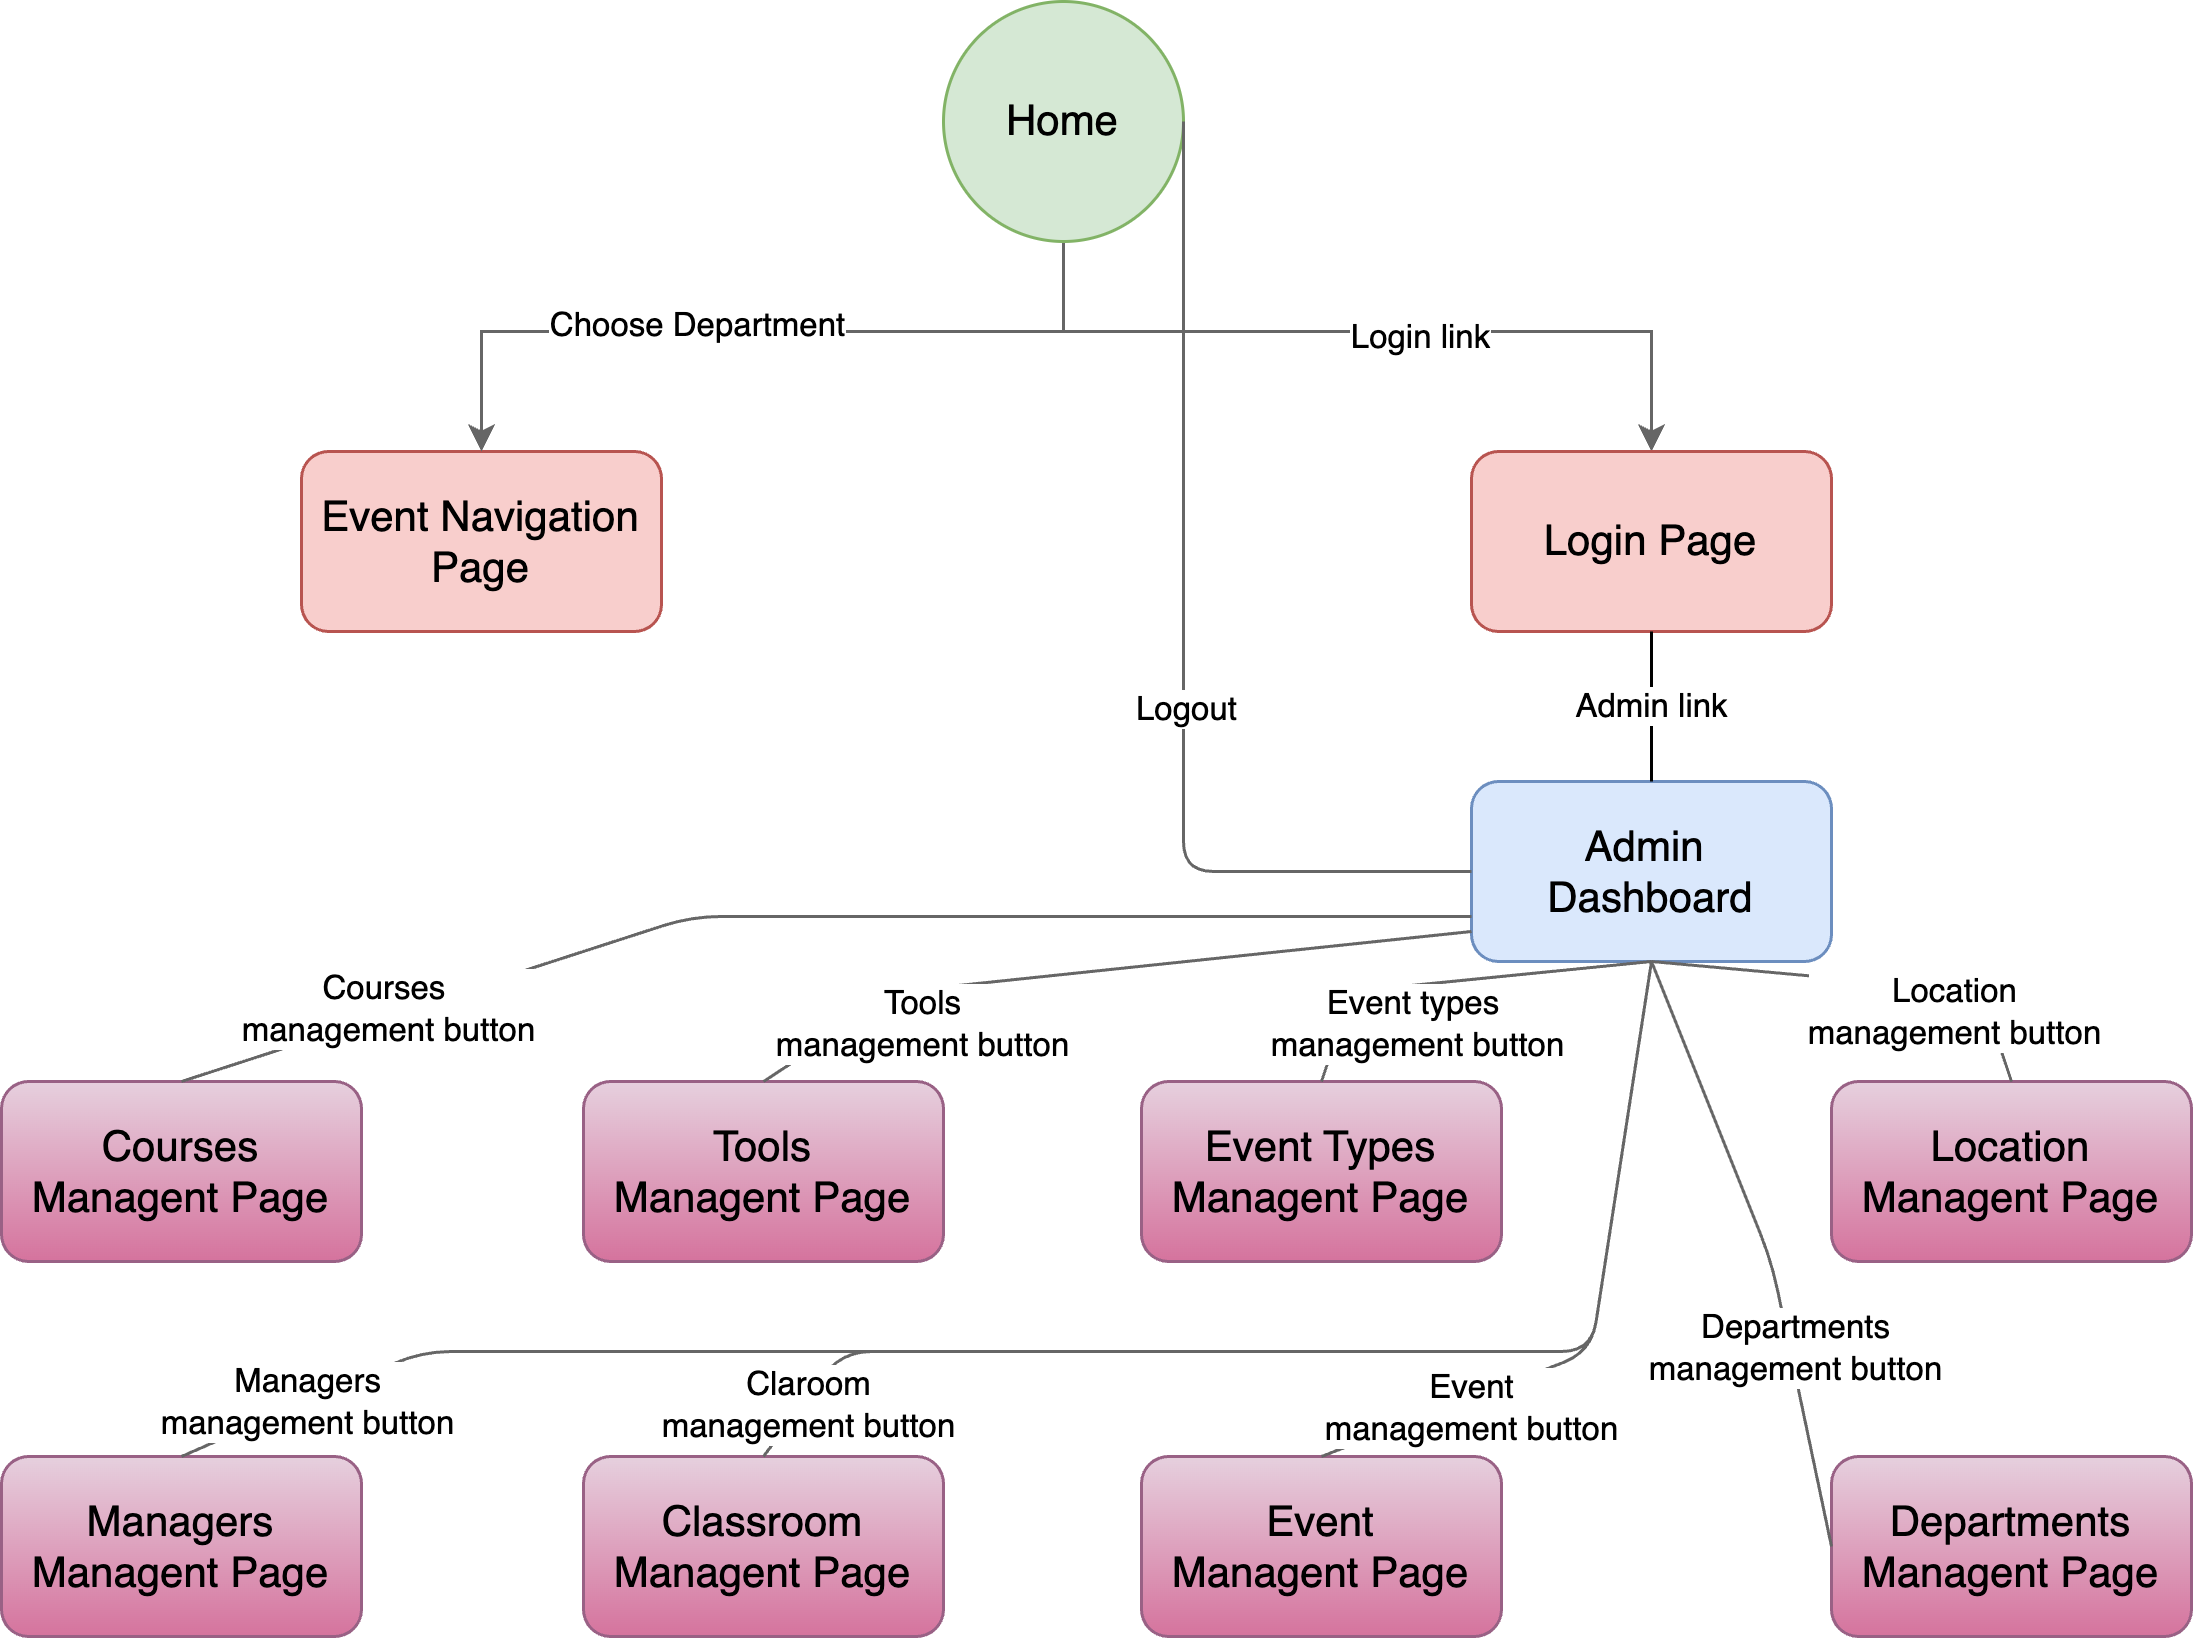 Home
Choose Department
Login link
Event Navigation
Page
Login Page
Logout
Admin link
Admin
Dashboard
Courses
management button
Tools
management button
Event types
management button
Location
management button
Courses
Managent Page
Tools
Managent Page
Event Types
Managent Page
Location
Managent Page
Managers
management button
Claroom
management button
Event
management button
Departments
management button
Managers
Managent Page
Classroom
Managent Page
Event
Managent Page
Departments
Managent Page